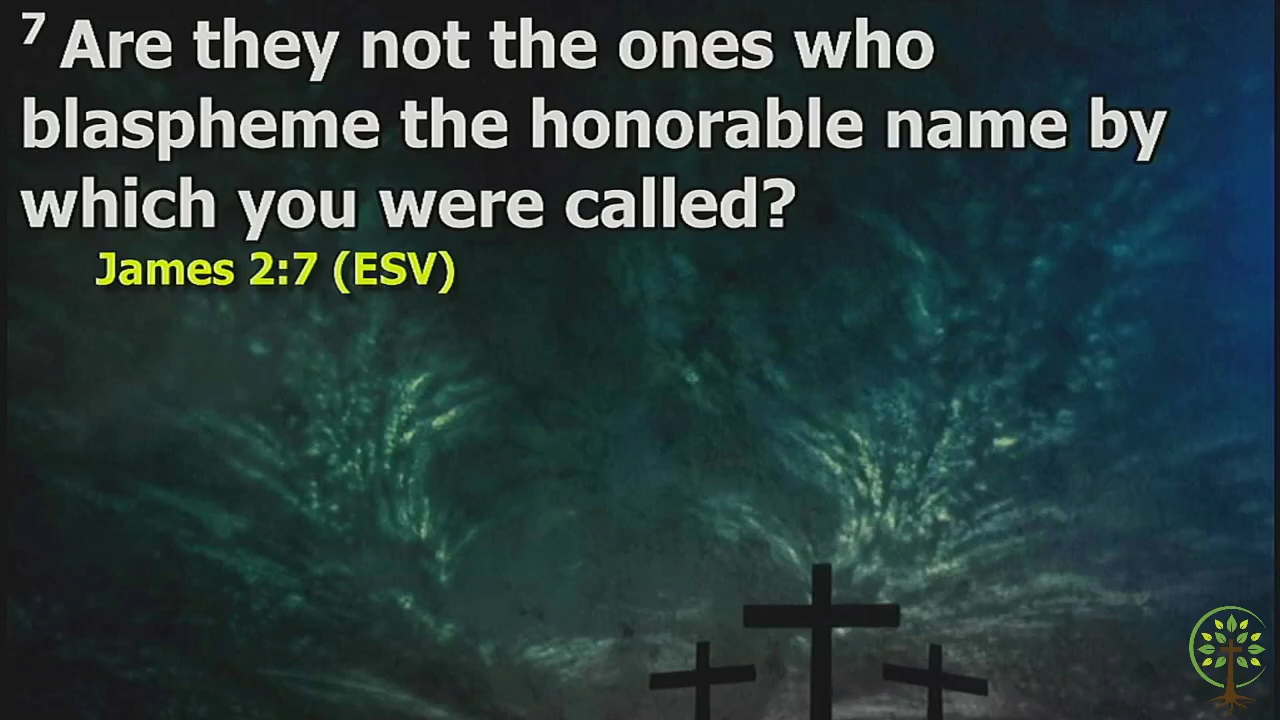 7 Are they not the ones who
blaspheme the honorable name by
which you were called?
James 2:7 (ESV)